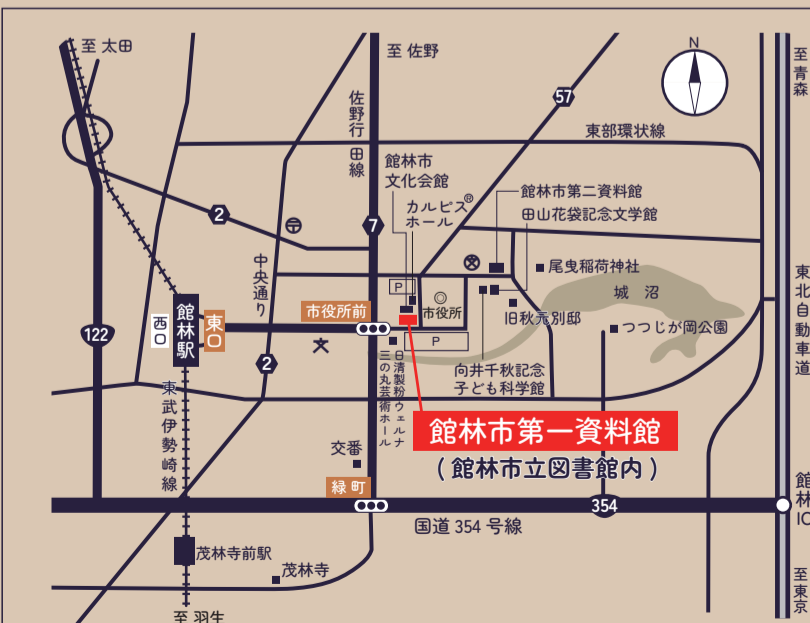 至 太田
至 佐野
N
至青森
57
佐野行田線
東部環状線
館林市
文化会館
カルピス®
ホール
館林市第二資料館
田山花袋記念文学館
2
〒
7
中央通り
尾曳稲荷神社
P
市役所
城 沼
東北自動車道
旧秋元別邸
つつじが岡公園
122
西口
館林駅
東口
市役所前
文
P
2
日清製粉ウェルナ
三の丸芸術ホール
向井千秋記念
子ども科学館
東武伊勢崎線
館林市第一資料館
(館林市立図書館内)
交番
緑町
354
館林IC
国道 354 号線
茂林寺前駅
茂林寺
至 羽生
至東京